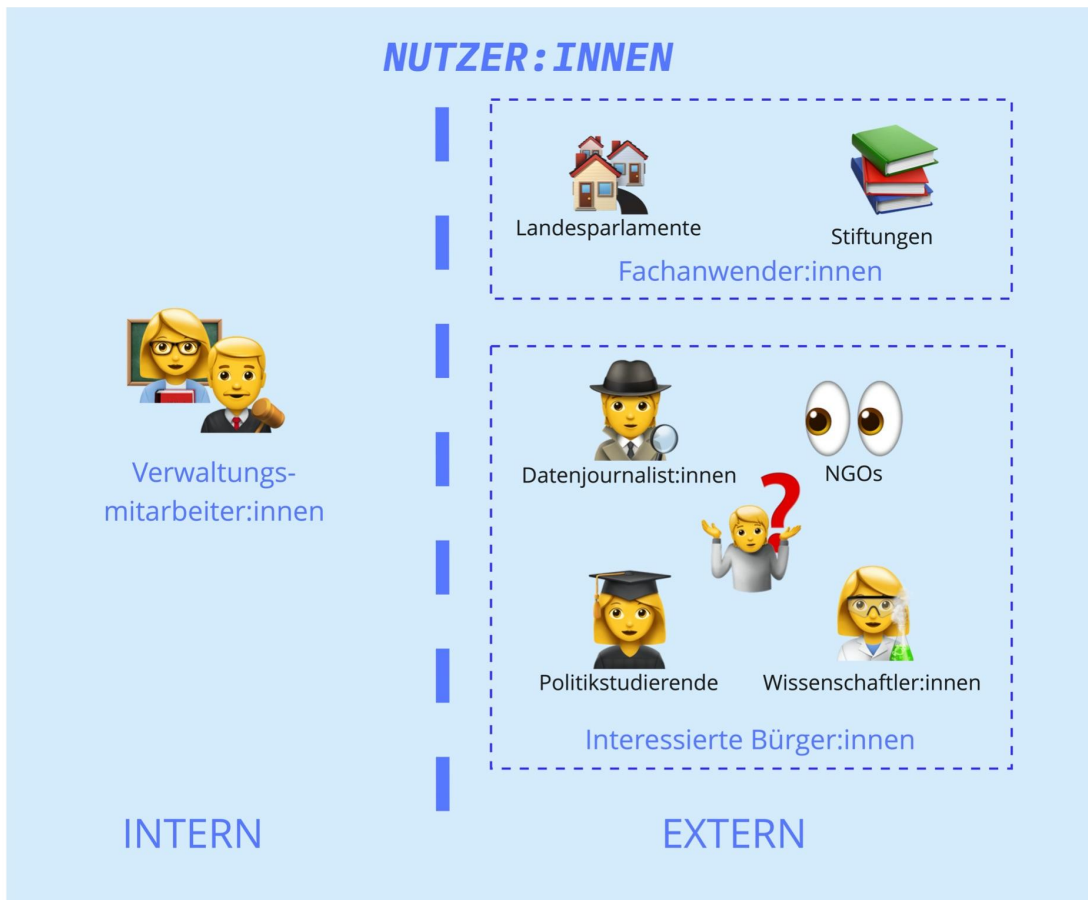 NUTZER:INNEN
Verwaltungs-
mitarbeiter:innen
INTERN
Landesparlamente
Stiftungen
Fachanwender:innen
Datenjournalist:innen
NGOs
?
Politikstudierende
Wissenschaftler:innen
Interessierte Bürger:innen
EXTERN